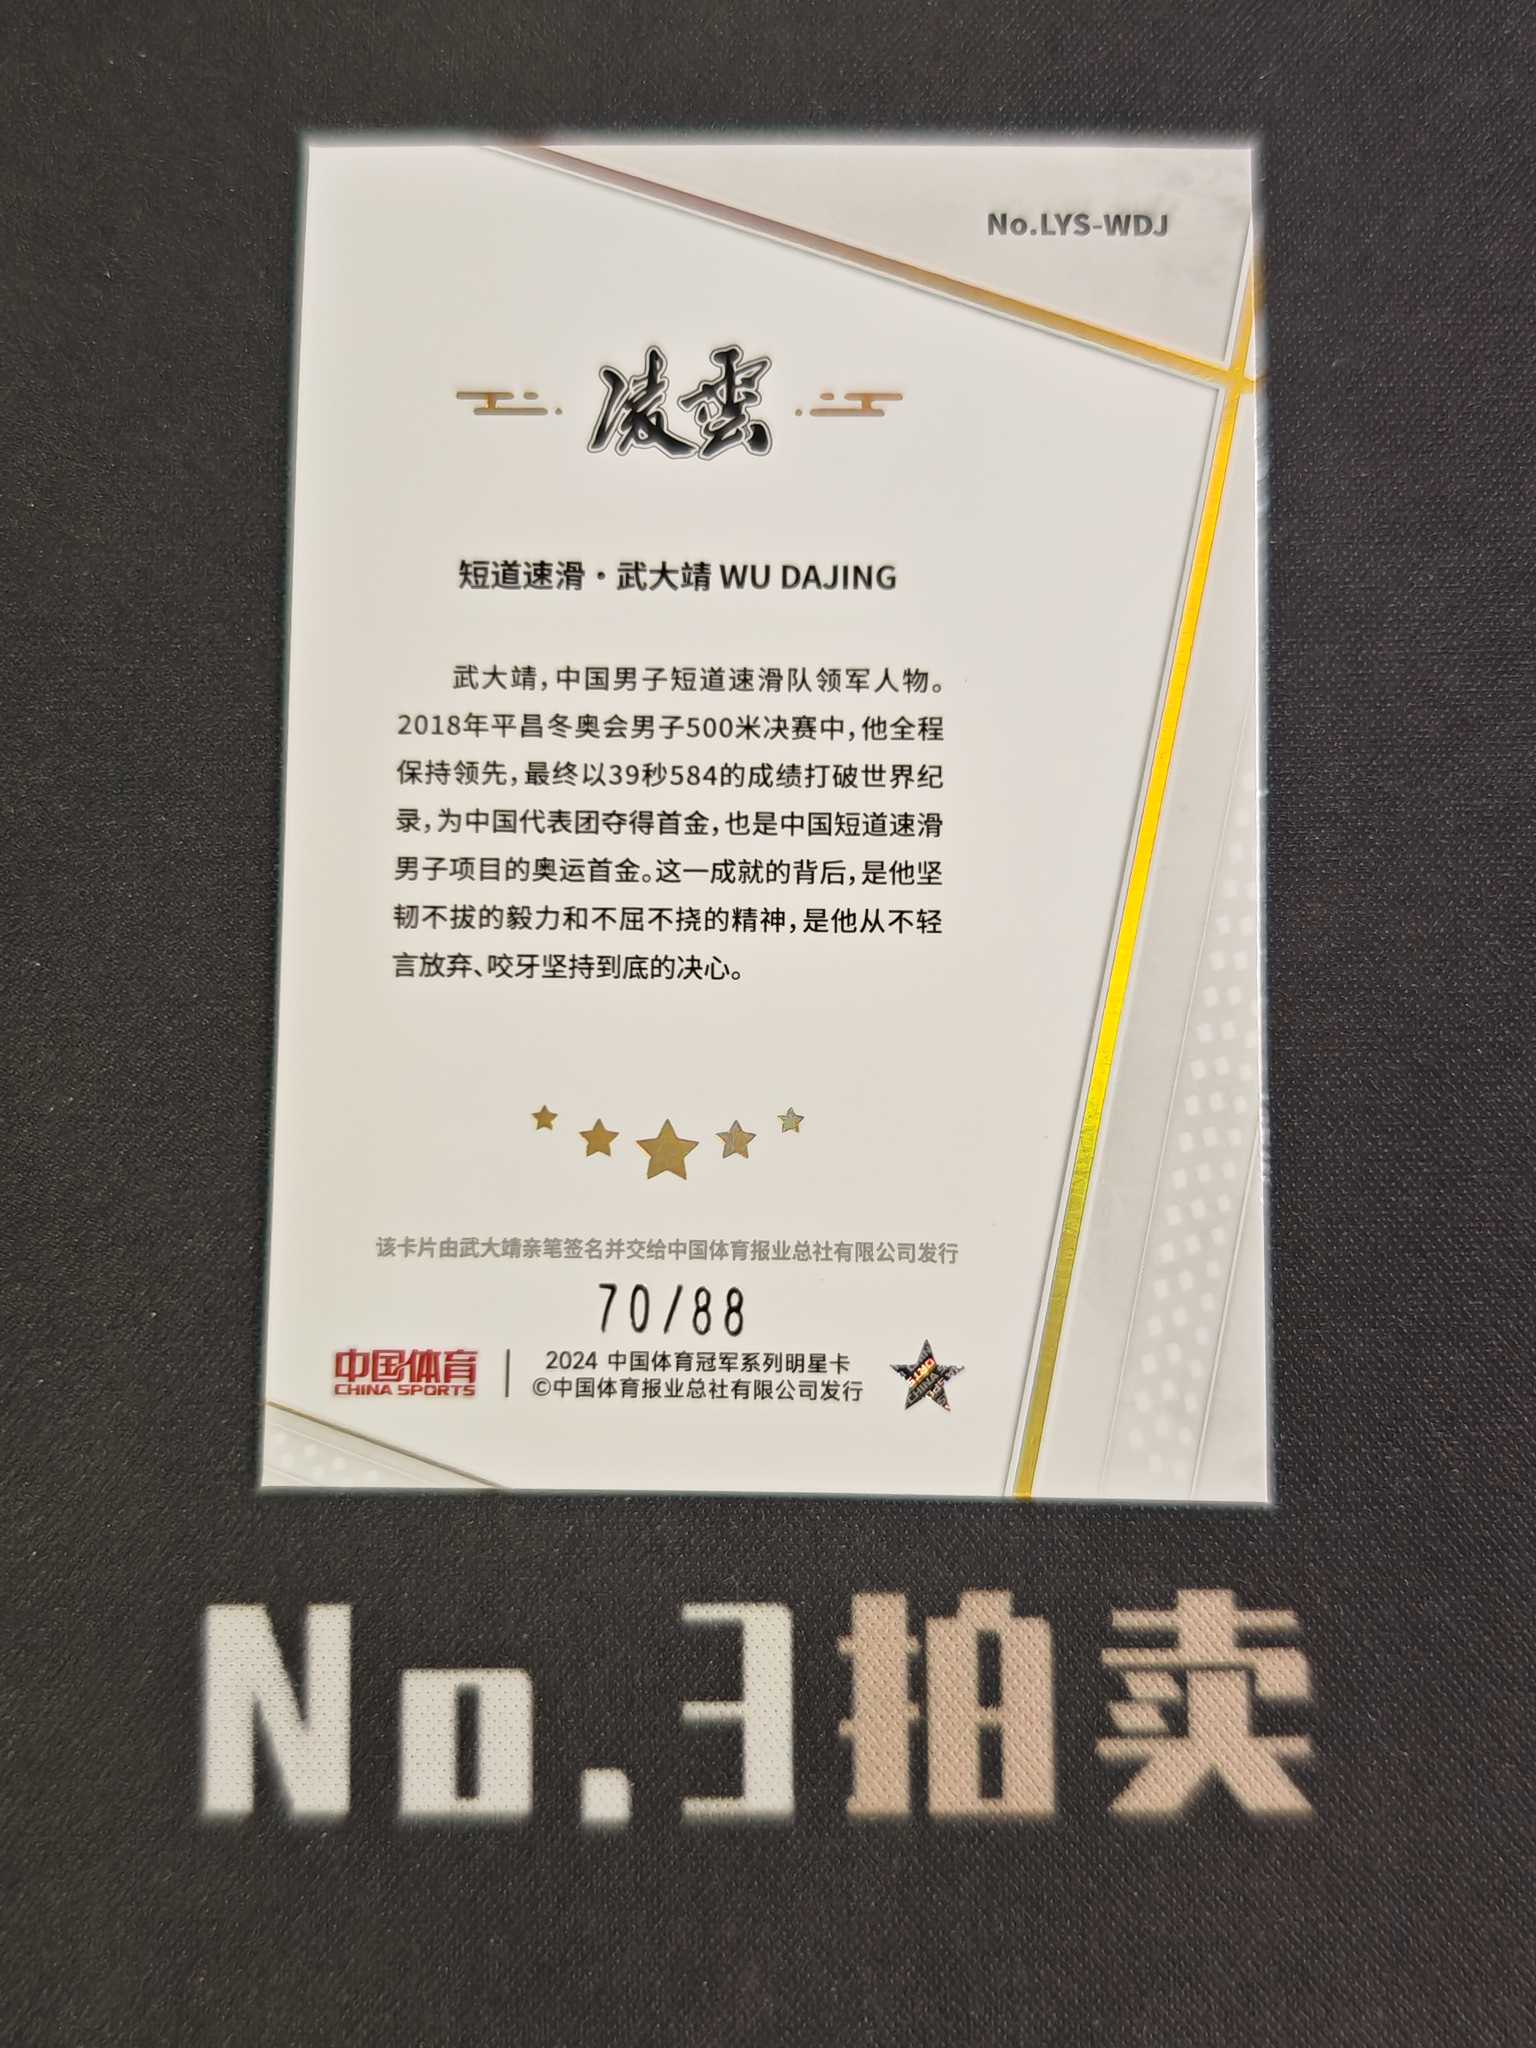 No.LYS-WDJ
凌雲
短道速滑·武大靖 WU DAJING
武大靖，中国男子短道速滑队领军人物。
2018年平昌冬奥会男子500米决赛中，他全程
保持领先，最终以39秒584的成绩打破世界纪
录，为中国代表团夺得首金，也是中国短道速滑
男子项目的奥运首金。这一成就的背后，是他坚
韧不拔的毅力和不屈不挠的精神，是他从不轻
言放弃、咬牙坚持到底的决心。
该卡片由武大靖亲笔签名并交给中国体育报业总社有限公司发行
70/88
中国体育
CHINA SPORTS
2024 中国体育冠军系列明星卡
©中国体育报业总社有限公司发行
CHINA
No.3拍卖